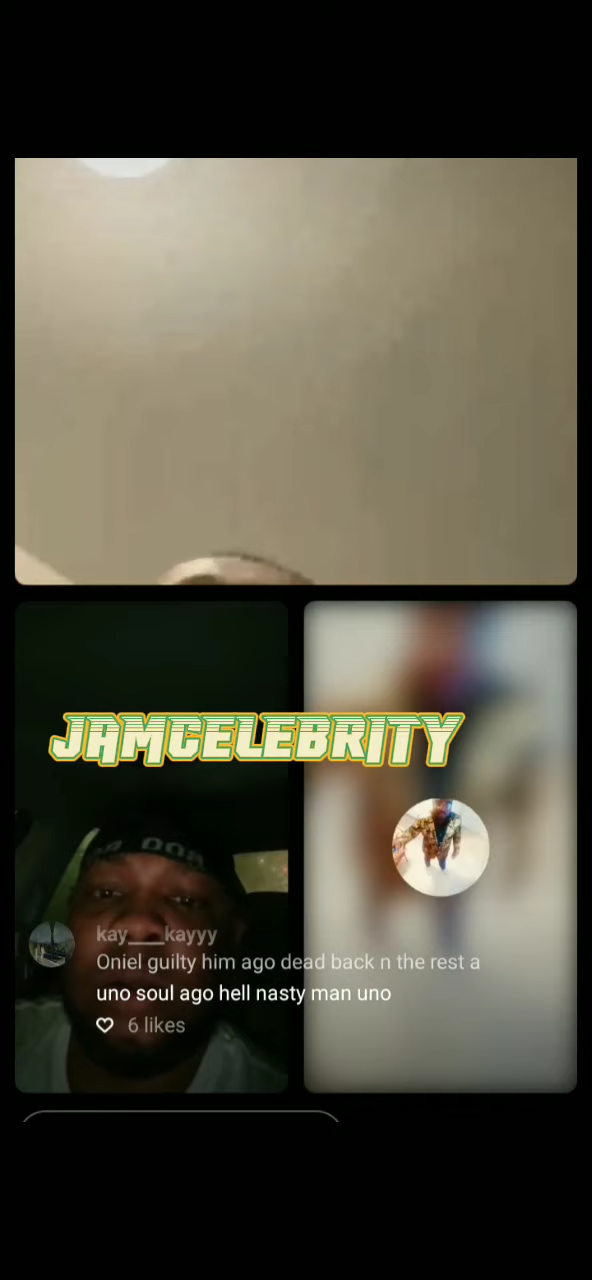 JAMCELEBRITY
kay___kayyy
Oniel guilty him ago dead back n the rest a
uno soul ago hell nasty man uno
6 likes